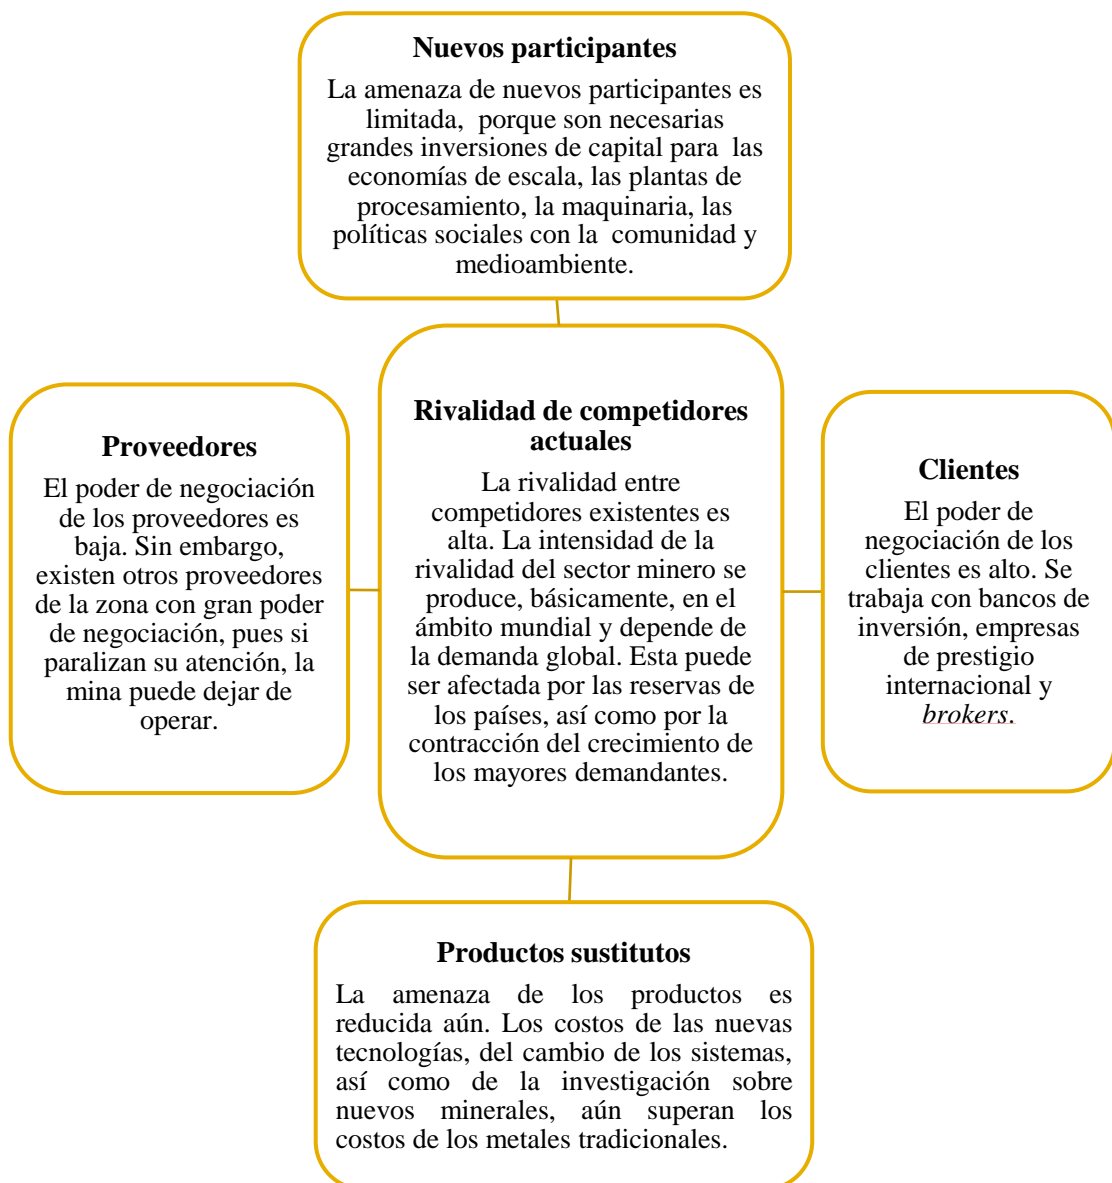 Nuevos participantes
La amenaza de nuevos participantes es
limitada, porque son necesarias
grandes inversiones de capital para las
economías de escala, las plantas de
procesamiento, la maquinaria, las
políticas sociales con la comunidad y
medioambiente.
Proveedores
El poder de negociación
de los proveedores es
baja. Sin embargo,
existen otros proveedores
de la zona con gran poder
de negociación, pues si
paralizan su atención, la
mina puede dejar de
operar.
Rivalidad de competidores
actuales
La rivalidad entre
competidores existentes es
alta. La intensidad de la
rivalidad del sector minero se
produce, básicamente, en el
ámbito mundial y depende de
la demanda global. Esta puede
ser afectada por las reservas de
los países, así como por la
contracción del crecimiento de
los mayores demandantes.
Clientes
El poder de
negociación de los
clientes es alto. Se
trabaja con bancos de
inversión, empresas
de prestigio
internacional y
brokers.
Productos sustitutos
La amenaza de los productos es
reducida aún. Los costos de las nuevas
tecnologías, del cambio de los sistemas,
así como de la investigación sobre
nuevos minerales, aún superan los
costos de los metales tradicionales.